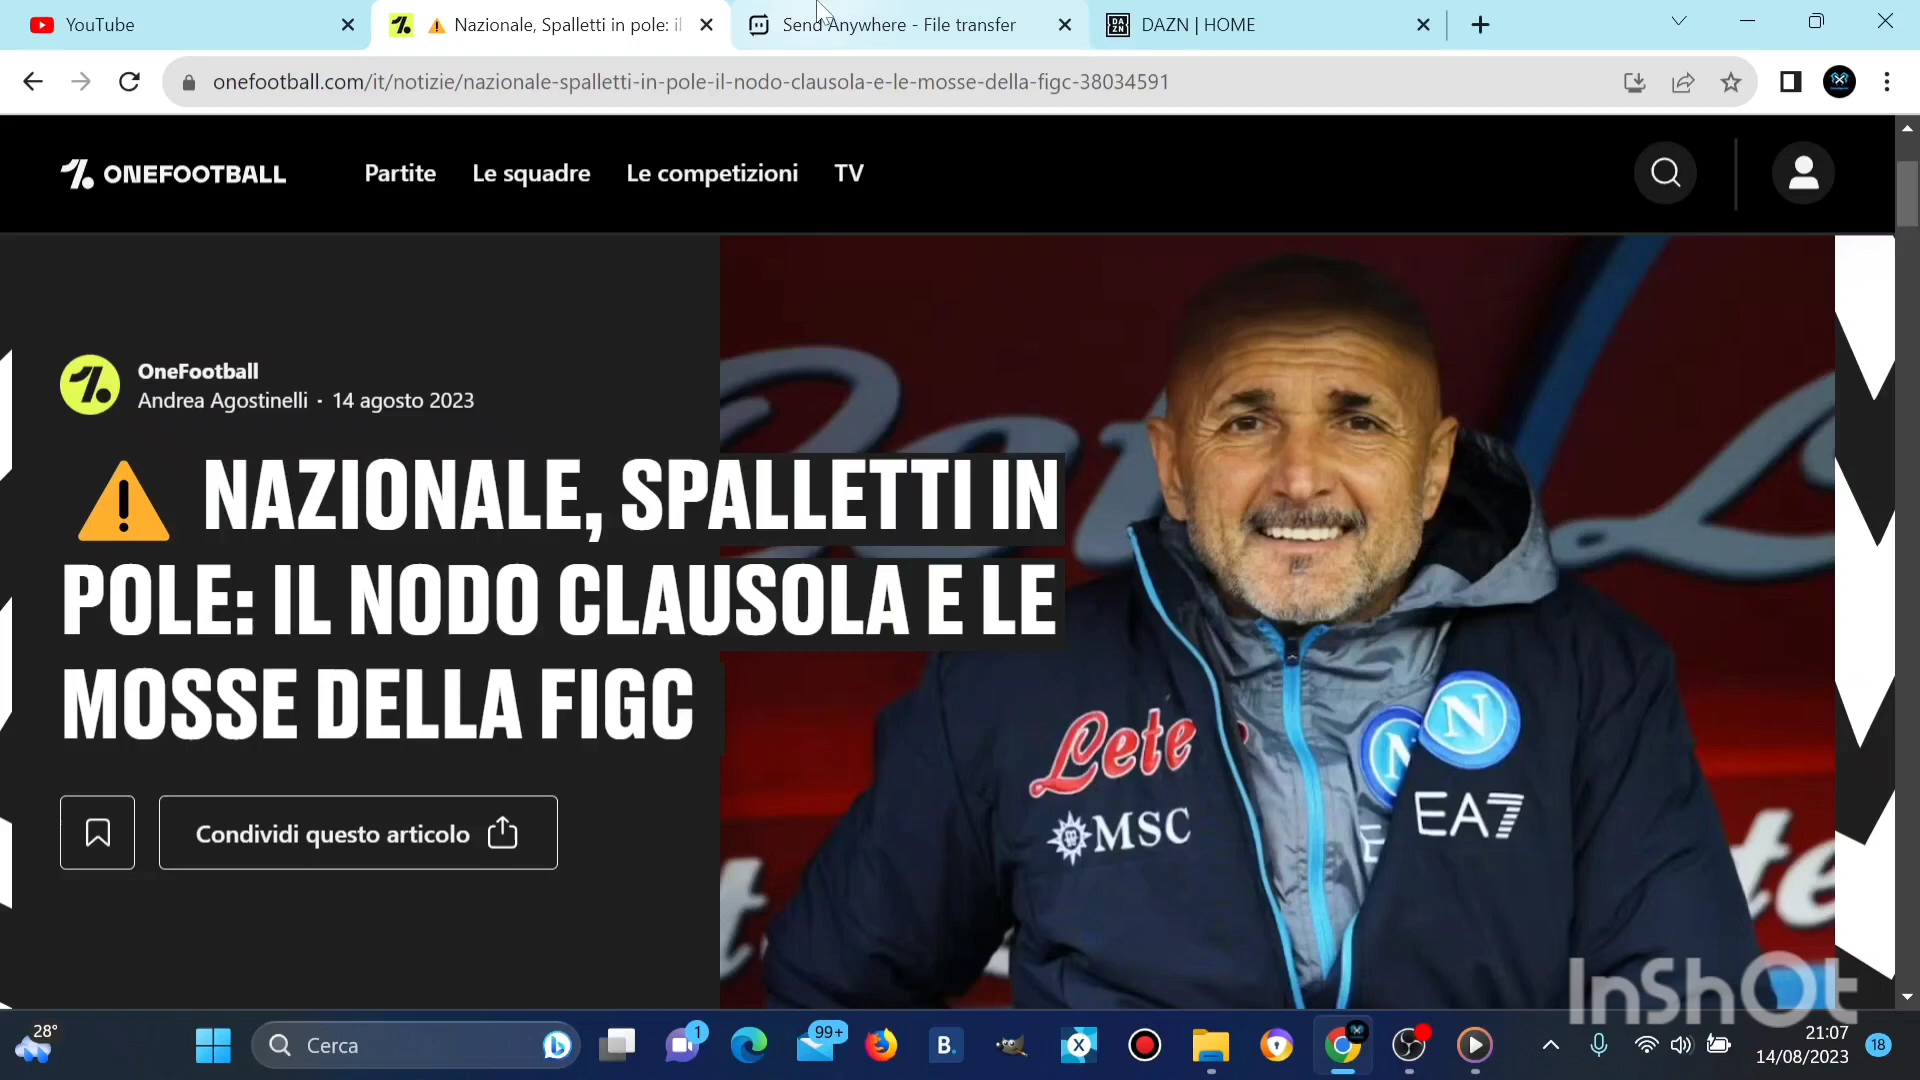 YouTube
Nazionale, Spalletti in pole: il
Send Anywhere - File transfer
DAZN | HOME
onefootball.com/it/notizie/nazionale-spalletti-in-pole-il-nodo-clausola-e-le-mosse-della-figc-38034591
ONEFOOTBALL
Partite
Le squadre
Le competizioni
TV
OneFootball
Andrea Agostinelli · 14 agosto 2023
⚠️ NAZIONALE, SPALLETTI IN
POLE: IL NODO CLAUSOLA E LE
MOSSE DELLA FIGC
Condividi questo articolo
Lete
MSC
N
N
EA7
InShOt
28°
Cerca
1
99+
B.
21:07
14/08/2023
18